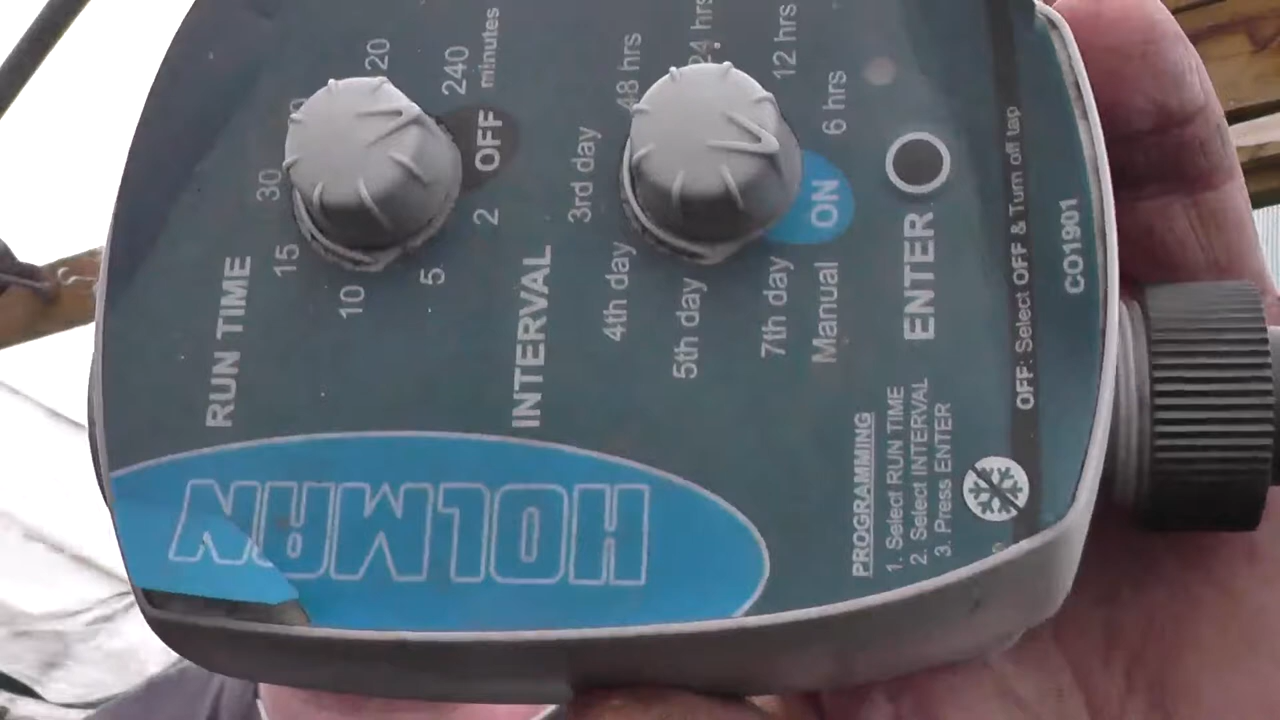 RUN TIME
2
5
10
15
30
20
240
minutes
OFF
INTERVAL
ON
Manual
7th day
5th day
4th day
3rd day
48 hrs
24 hrs
12 hrs
6 hrs
ENTER
PROGRAMMING
1. Select RUN TIME
2. Select INTERVAL
3. Press ENTER
OFF: Select OFF & Turn off tap
CO1901
HOLMAN